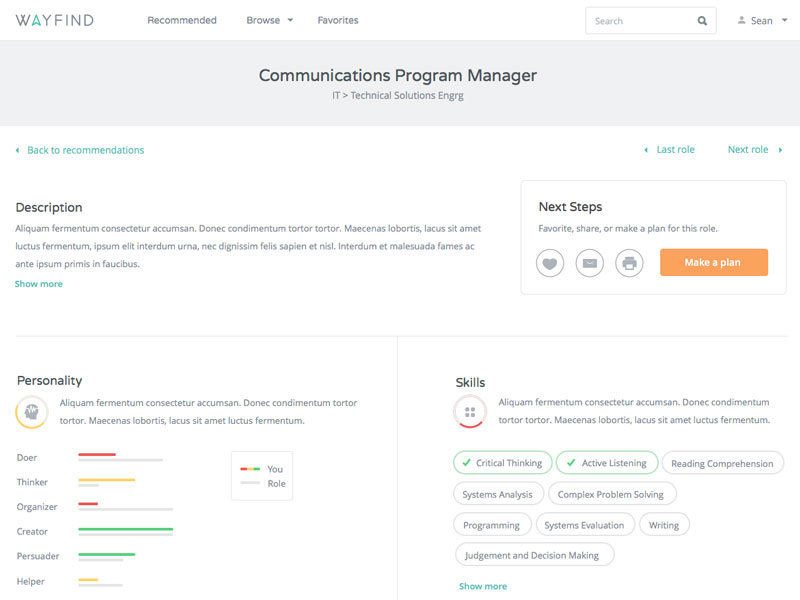 WAYFIND
Recommended
Browse
Favorites
Search
Sean
Communications Program Manager
IT > Technical Solutions Engrg
Back to recommendations
Last role
Next role
Description
Aliquam fermentum consectetur accumsan. Donec condimentum tortor tortor. Maecenas lobortis, lacus sit amet
luctus fermentum, ipsum elit interdum urna, nec dignissim felis sapien et nisl. Interdum et malesuada fames ac
ante ipsum primis in faucibus.
Show more
Next Steps
Favorite, share, or make a plan for this role.
Make a plan
Personality
Aliquam fermentum consectetur accumsan. Donec condimentum tortor
tortor. Maecenas lobortis, lacus sit amet luctus fermentum.
Doer
Thinker
Organizer
Creator
Persuader
Helper
You
Role
Skills
Aliquam fermentum consectetur accumsan. Donec condimentum
tortor tortor. Maecenas lobortis, lacus sit amet luctus fermentum.
Critical Thinking
Active Listening
Reading Comprehension
Systems Analysis
Complex Problem Solving
Programming
Systems Evaluation
Writing
Judgement and Decision Making
Show more